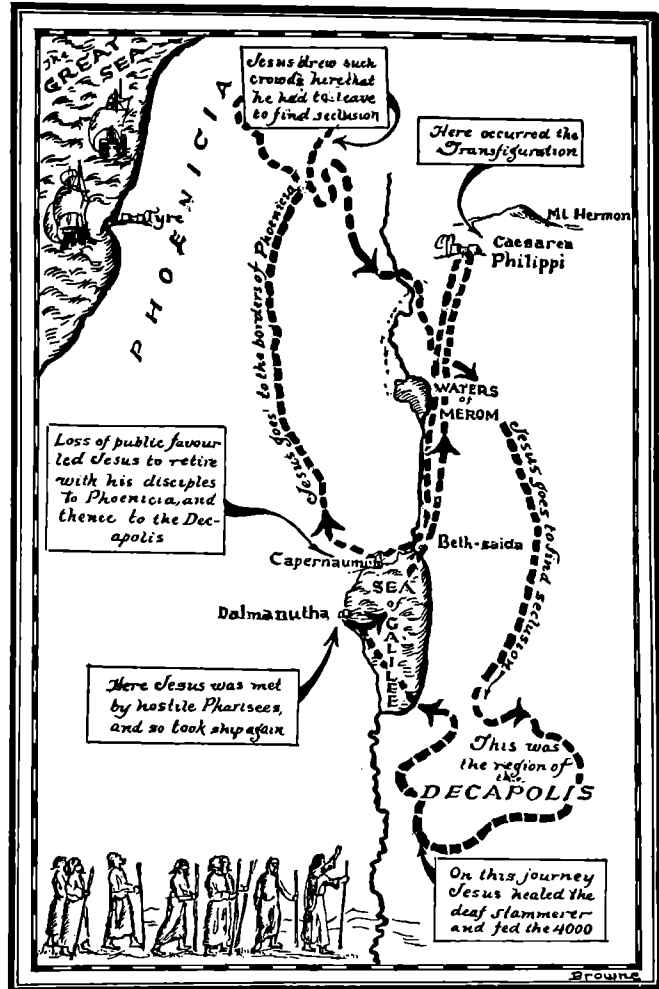 The
GREAT
SEA
Jesus drew such
crowds here that
he had to leave
to find seclusion
Here occurred the
Transfiguration
Mt Hermon
Caesarea
Philippi
Tyre
PHOENICIA
Jesus goes to the borders of Phoenicia
WATERS
of
MEROM
Jesus goes to find seclusion
Loss of public favour
led Jesus to retire
with his disciples
to Phoenicia, and
thence to the Dec-
apolis
Capernaum
Beth-saida
SEA
of
GALILEE
Dalmanutha
Here Jesus was met
by hostile Pharisees,
and so took ship again
This was
the region of
the
DECAPOLIS
On this journey
Jesus healed the
deaf stammerer
and fed the 4000
Browne